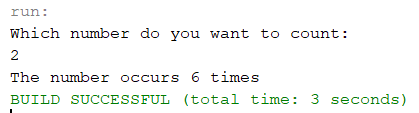 run:
Which number do you want to count:
2
The number occurs 6 times
BUILD SUCCESSFUL (total time: 3 seconds)